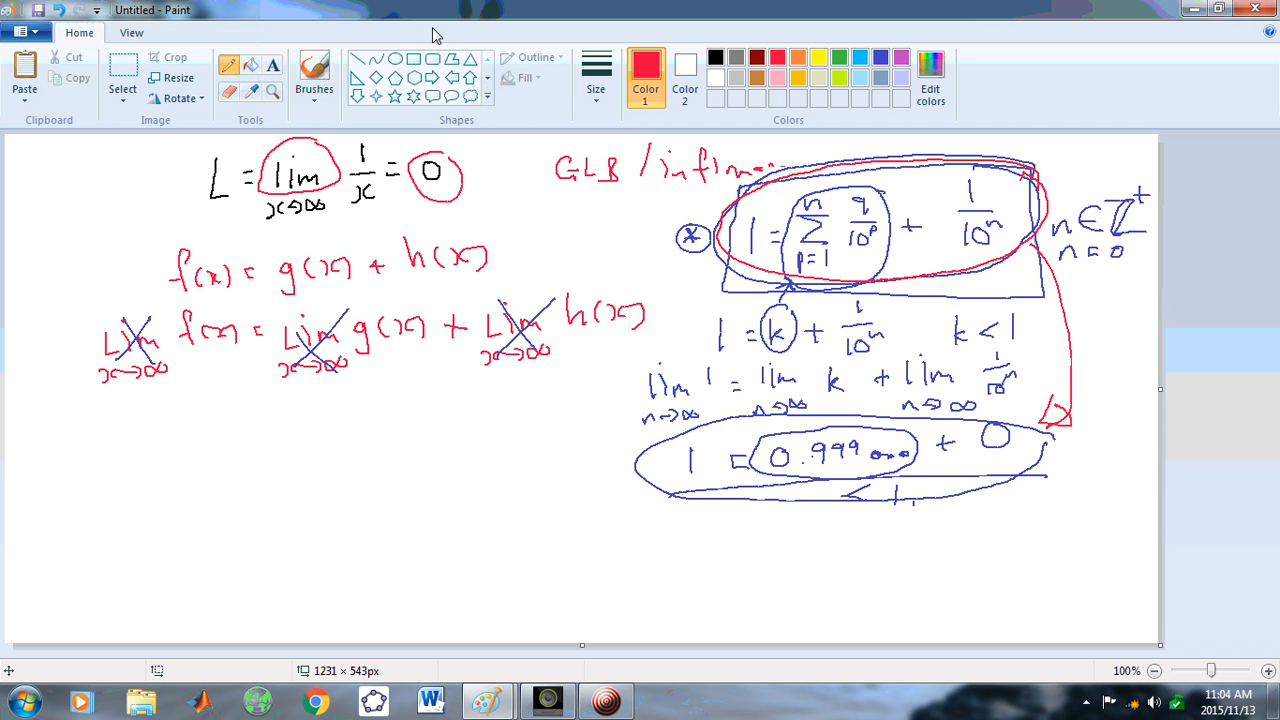 Untitled - Paint
Home View
Paste
Cut
Copy
Clipboard
Select
Crop
Resize
Rotate
Image
Tools
Brushes
Shapes
Outline
Fill
Size
Color 1
Color 2
Edit colors
Colors
L = lim x→∞ 1/x = 0
GLB /
* 1 = n ∑ p=1 9/10^p + 1/10^n n ∈ ℤ+
n = 0
f(x) = g(x) + h(x)
Lim x→∞ f(x) = Lim x→∞ g(x) + Lim x→∞ h(x)
1 = k + 1/10^n k < 1
lim n→∞ 1 = lim n→∞ k + lim n→∞ 1/10^n
1 = 0.999... + 0
< 1.
1231 × 543px
100%
11:04 AM
2015/11/13